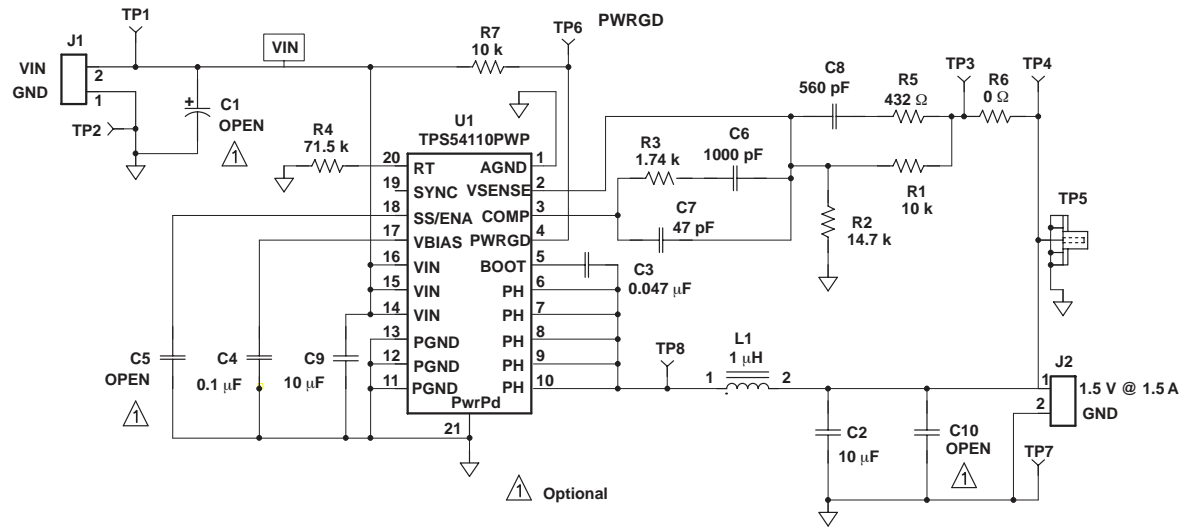 TP1
J1
VIN
2
GND
1
TP2
+
C1
OPEN
1
VIN
R7
10 k
TP6
PWRGD
R4
71.5 k
U1
TPS54110PWP
20
RT
19
SYNC
18
SS/ENA
17
VBIAS
16
VIN
15
VIN
14
VIN
13
PGND
12
PGND
11
PGND
AGND
1
VSENSE
2
COMP
3
PWRGD
4
BOOT
5
PH
6
PH
7
PH
8
PH
9
PH
10
PwrPd
21
C5
OPEN
1
C4
0.1 μF
C9
10 μF
R3
1.74 k
C6
1000 pF
C7
47 pF
C3
0.047 μF
C8
560 pF
R5
432 Ω
TP3
R6
0 Ω
TP4
R1
10 k
R2
14.7 k
TP5
TP8
L1
1 μH
1
2
C2
10 μF
C10
OPEN
1
J2
1
1.5 V @ 1.5 A
2
GND
TP7
1 Optional